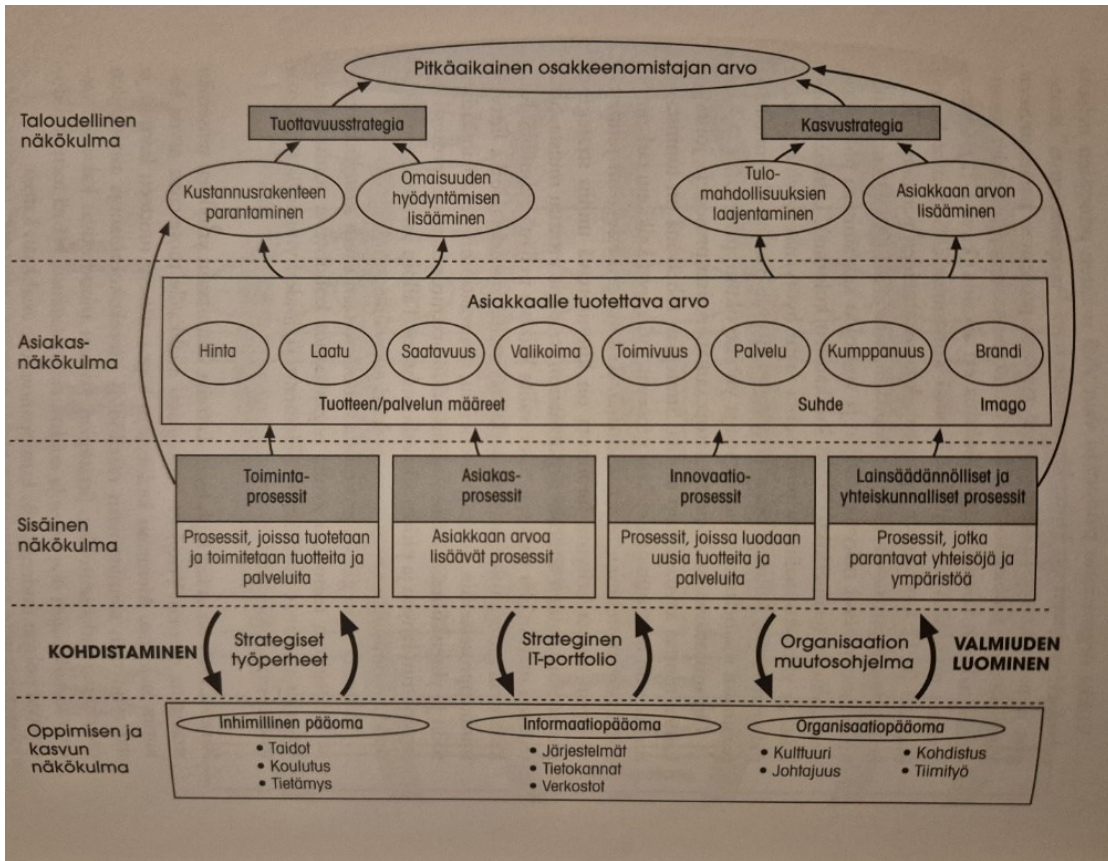 Pitkäaikainen osakkeenomistajan arvo
Taloudellinen
näkökulma
Tuottavuusstrategia
Kasvustrategia
Kustannusrakenteen
parantaminen
Omaisuuden
hyödyntämisen
lisääminen
Tulo-
mahdollisuuksien
laajentaminen
Asiakkaan arvon
lisääminen
Asiakas-
näkökulma
Asiakkaalle tuotettava arvo
Hinta
Laatu
Saatavuus
Valikoima
Toimivuus
Palvelu
Kumppanuus
Brandi
Tuotteen/palvelun määreet
Suhde
Imago
Sisäinen
näkökulma
Toiminta-
prosessit
Prosessit, joissa tuotetaan
ja toimitetaan tuotteita ja
palveluita
Asiakas-
prosessit
Asiakkaan arvoa
lisäävät prosessit
Innovaatio-
prosessit
Prosessit, joissa luodaan
uusia tuotteita ja
palveluita
Lainsäädännölliset ja
yhteiskunnalliset prosessit
Prosessit, jotka
parantavat yhteisöjä ja
ympäristöä
KOHDISTAMINEN
Strategiset
työperheet
Strateginen
IT-portfolio
Organisaation
muutosohjelma
VALMIUDEN
LUOMINEN
Oppimisen ja
kasvun
näkökulma
Inhimillinen pääoma
• Taidot
• Koulutus
• Tietämys
Informaatiopääoma
• Järjestelmät
• Tietokannat
• Verkostot
Organisaatiopääoma
• Kulttuuri
• Johtajuus
• Kohdistus
• Tiimityö